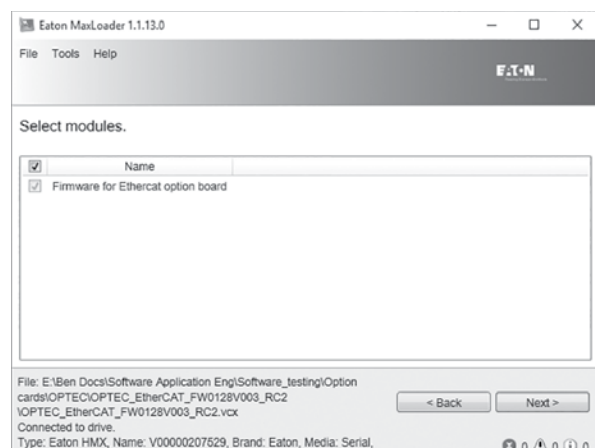 Eaton MaxLoader 1.1.13.0
File Tools Help
E·T·N
Select modules.
Name
Firmware for Ethercat option board
File: E:\Ben Docs\Software Application Eng\Software_testing\Option
cards\OPTEC\OPTEC_EtherCAT_FW0128V003_RC2
\OPTEC_EtherCAT_FW0128V003_RC2.vcx
< Back Next >
Connected to drive.
Type: Eaton HMX, Name: V00000207529, Brand: Eaton, Media: Serial,
0 0 0